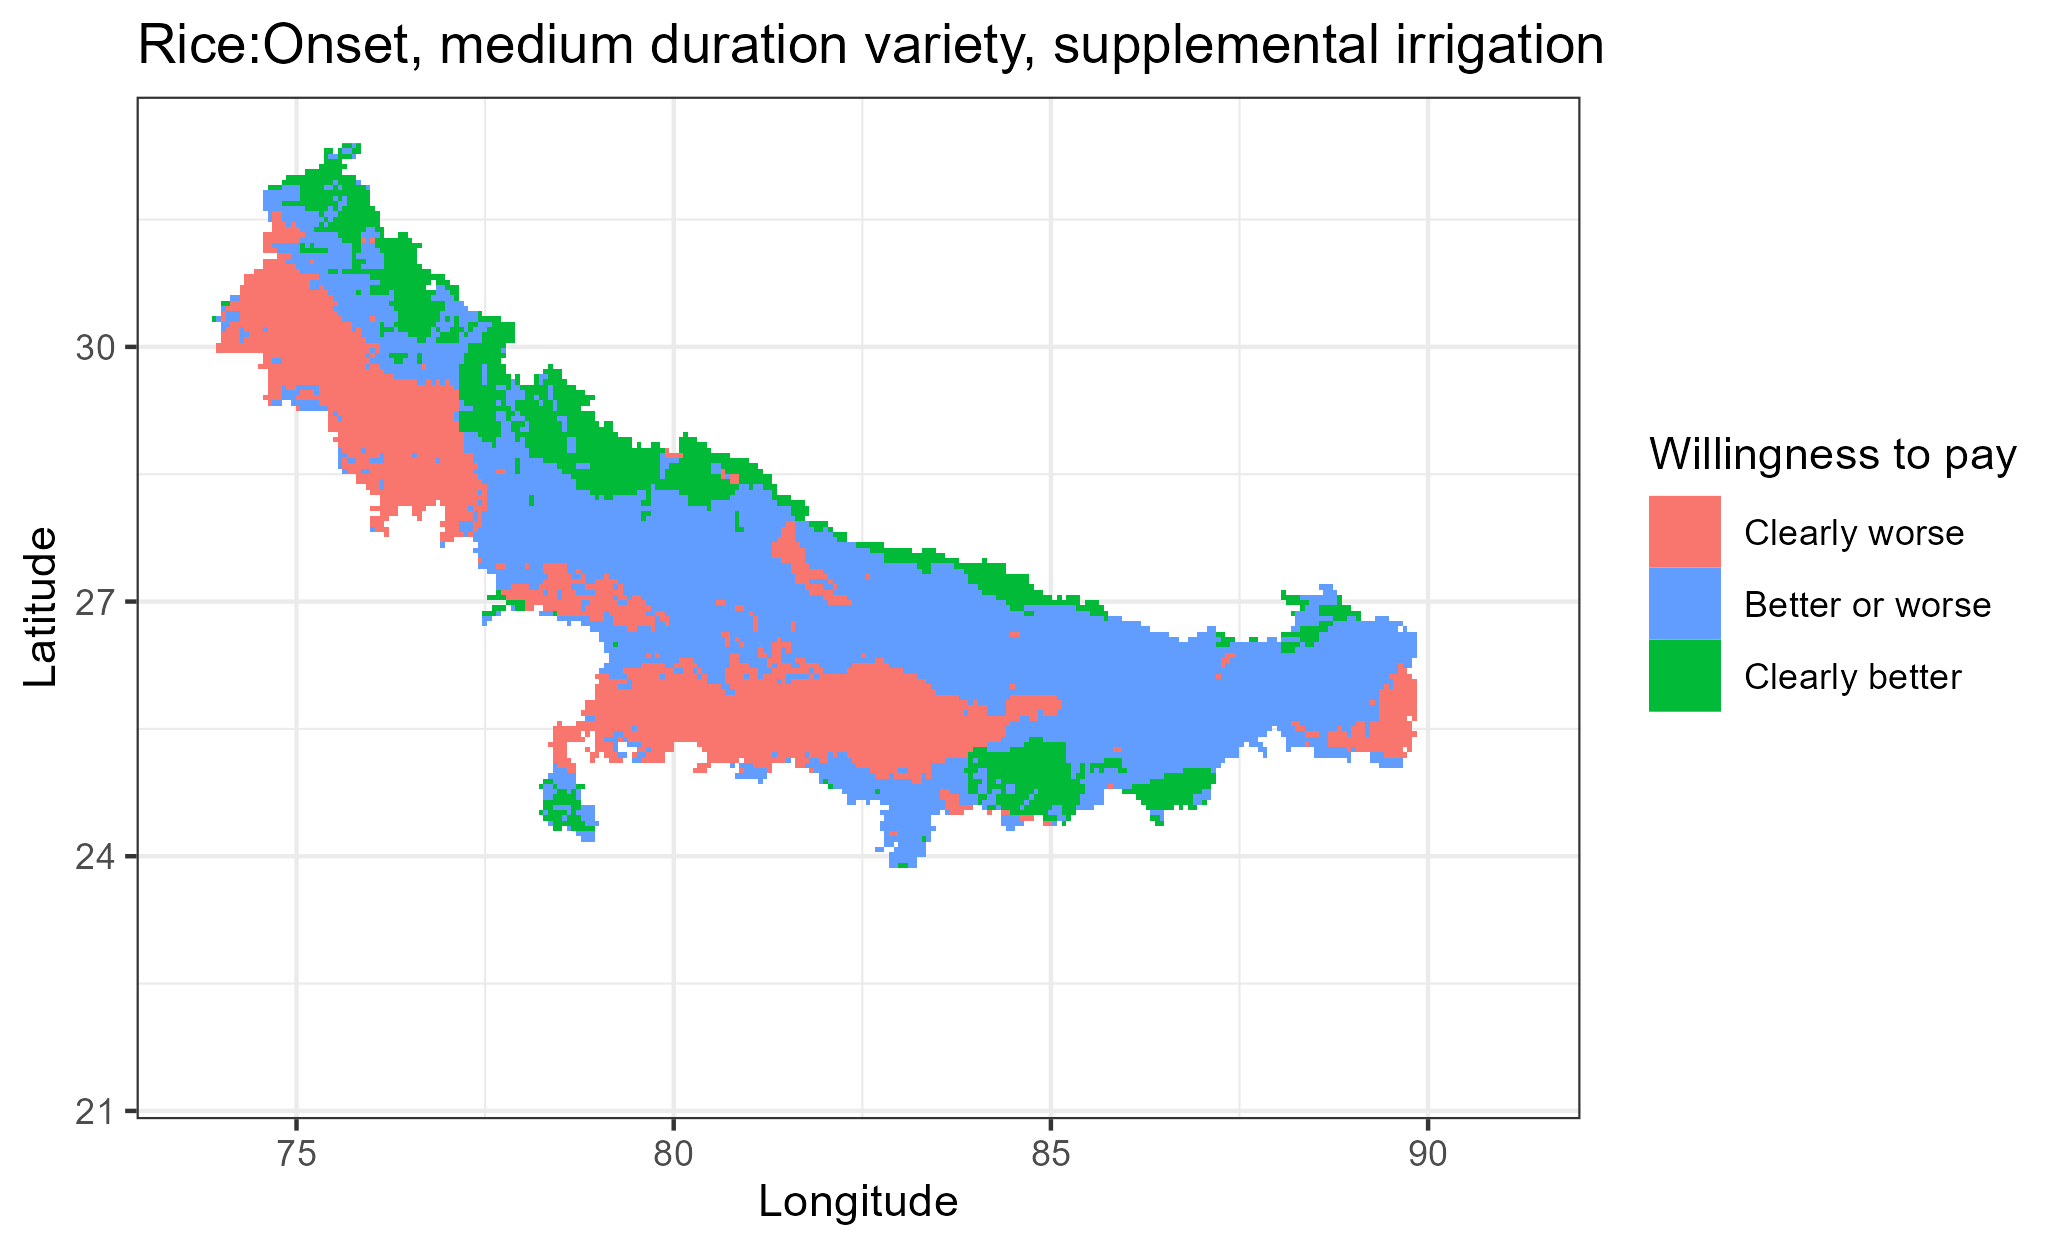 Rice:Onset, medium duration variety, supplemental irrigation
30
27
24
21
Latitude
75 80 85 90
Longitude
Willingness to pay
Clearly worse
Better or worse
Clearly better